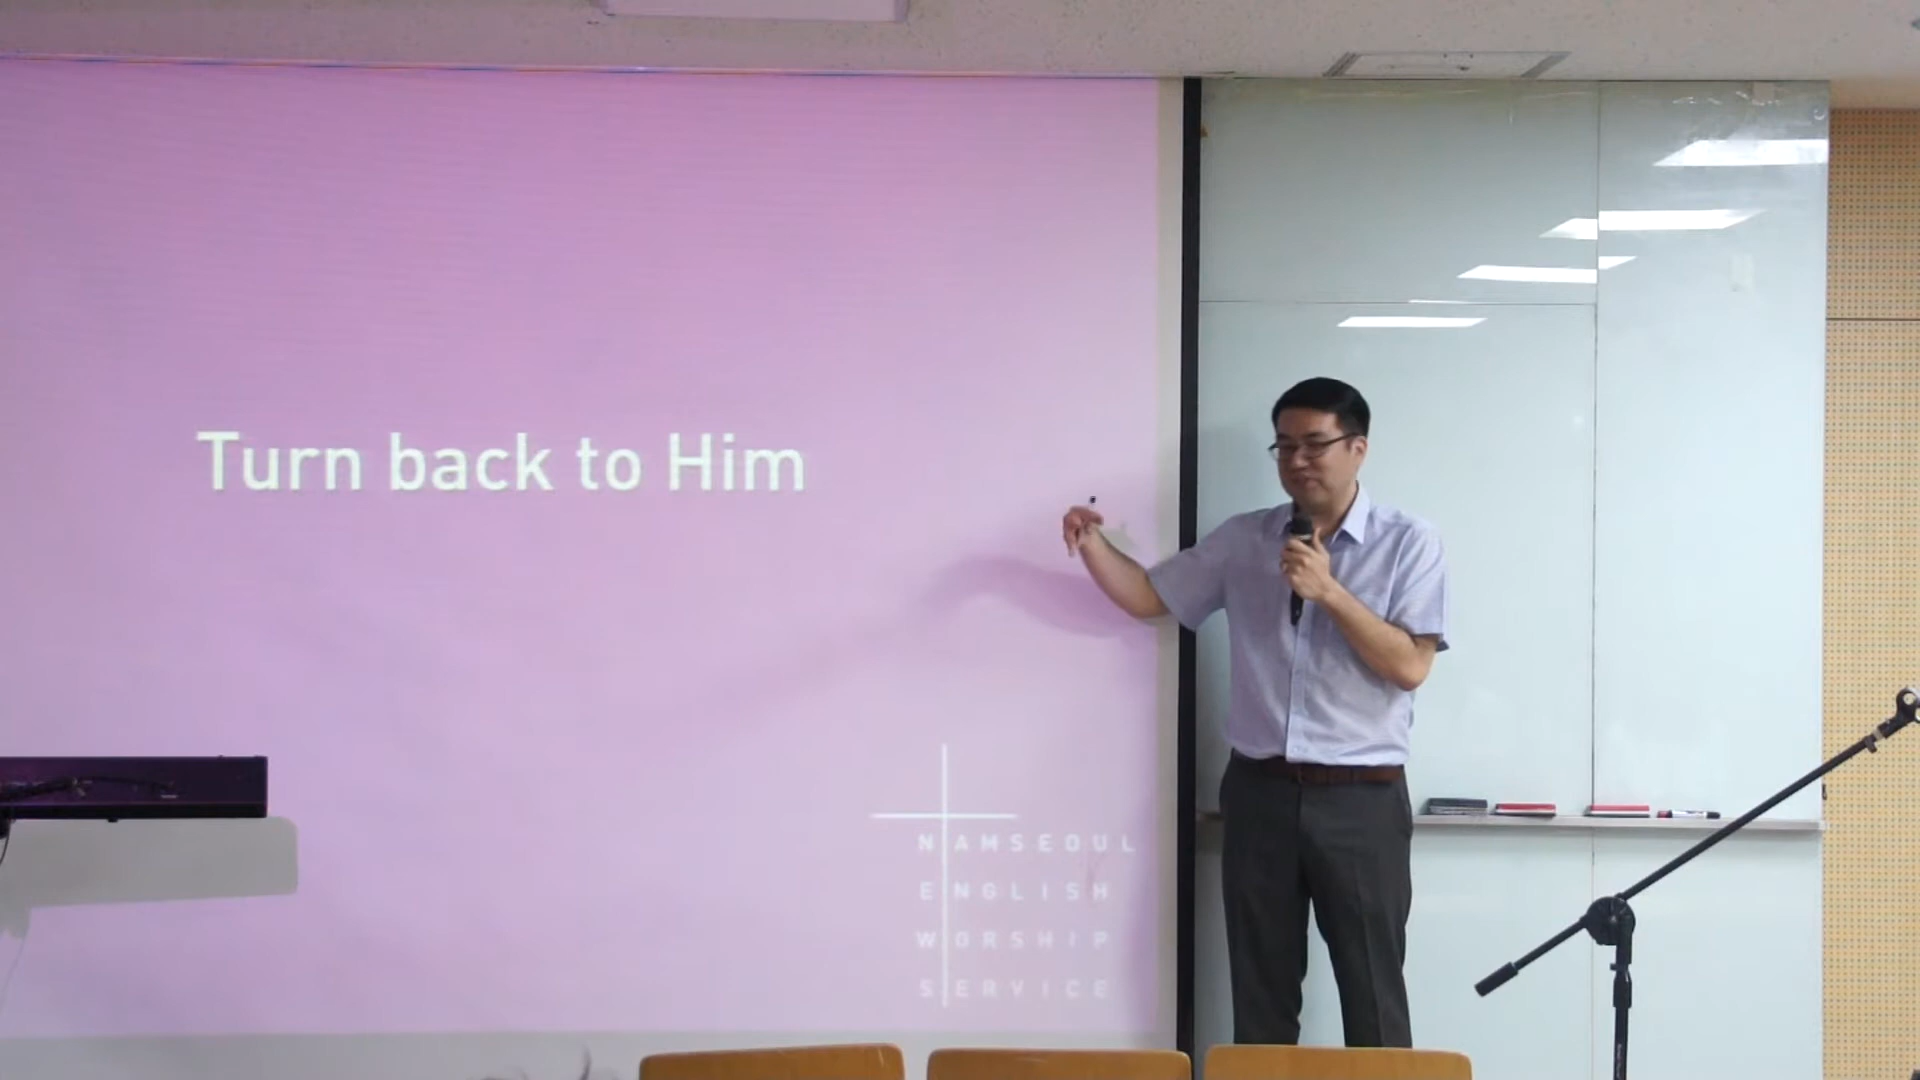 Turn back to Him
NAMSEOUL
ENGLISH
WORSHIP
SERVICE